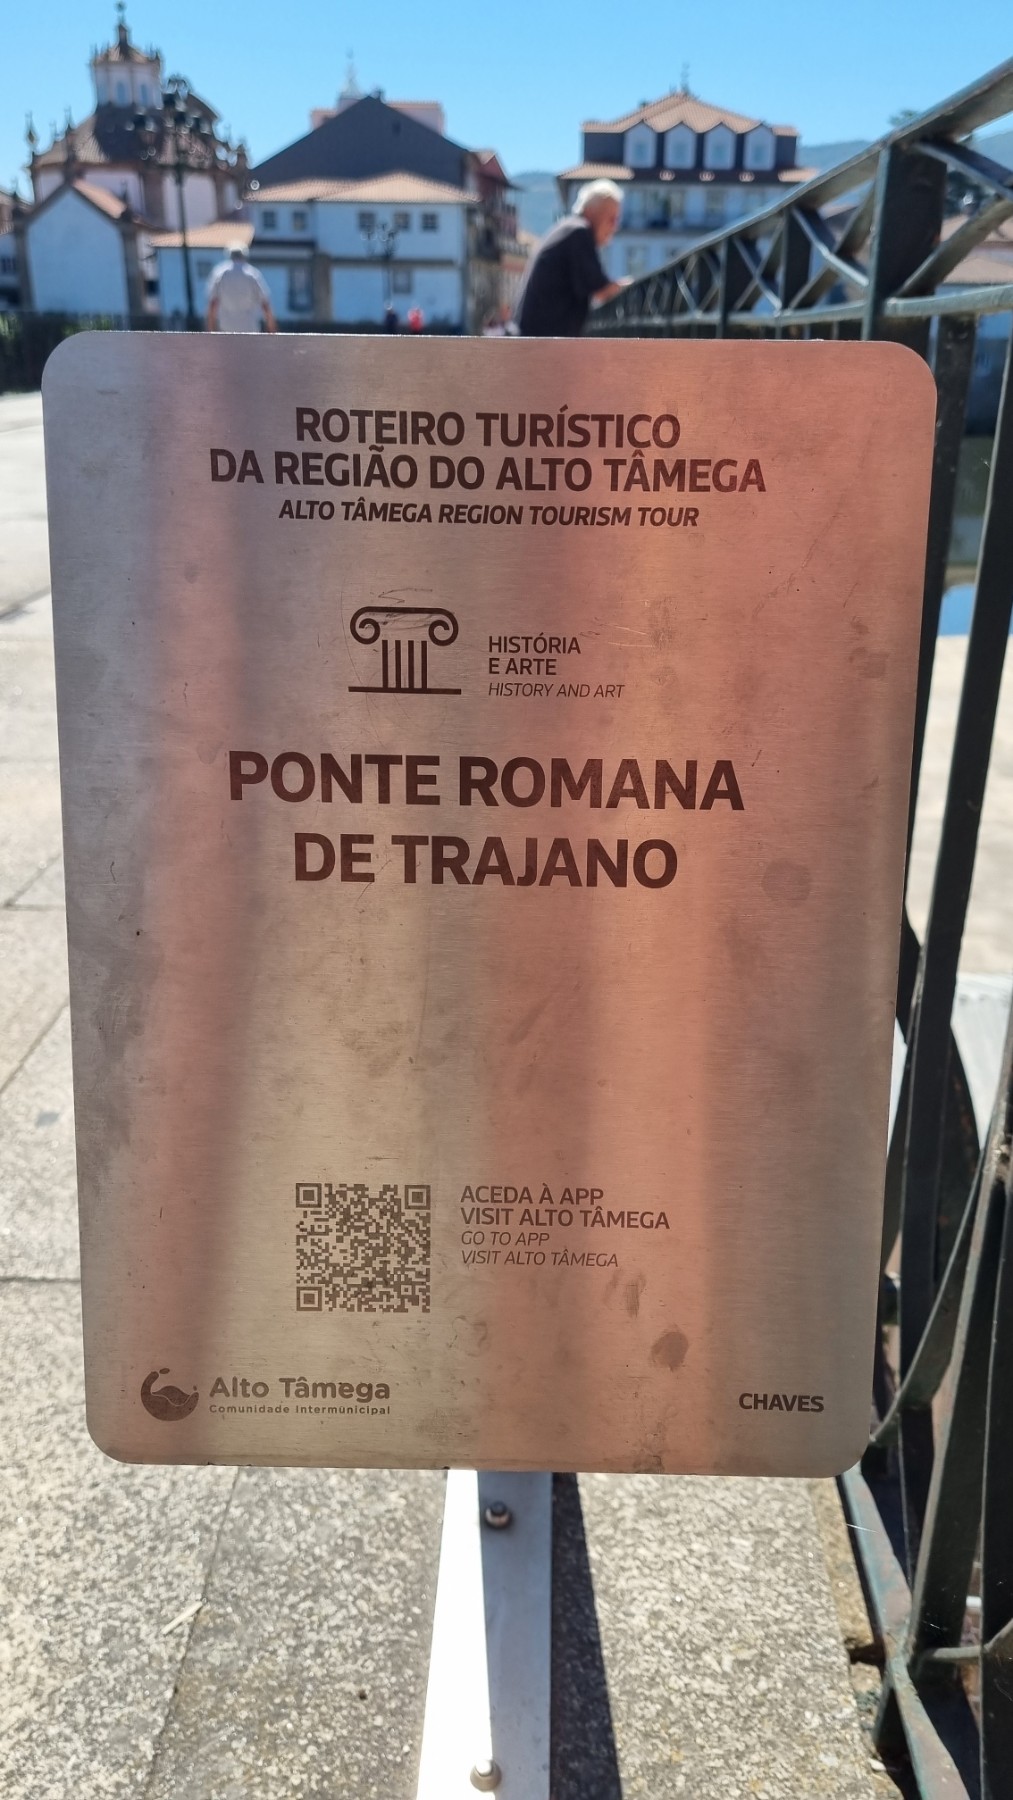 ROTEIRO TURÍSTICO
DA REGIÃO DO ALTO TÂMEGA
ALTO TÂMEGA REGION TOURISM TOUR
HISTÓRIA
E ARTE
HISTORY AND ART
PONTE ROMANA
DE TRAJANO
ACEDA À APP
VISIT ALTO TÂMEGA
GO TO APP
VISIT ALTO TÂMEGA
Alto Tâmega
Comunidade Intermunicipal
CHAVES